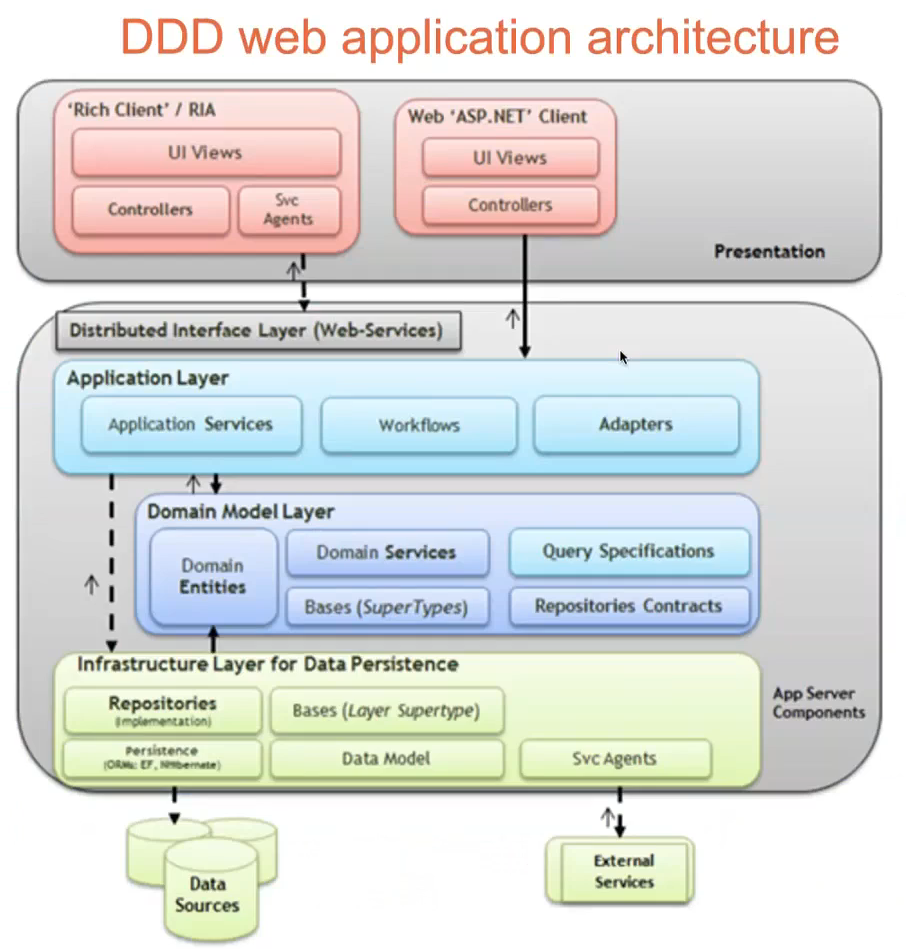 DDD web application architecture
'Rich Client' / RIA
UI Views
Controllers
Svc
Agents
Web 'ASP.NET' Client
UI Views
Controllers
Presentation
Distributed Interface Layer (Web-Services)
Application Layer
Application Services
Workflows
Adapters
Domain Model Layer
Domain
Entities
Domain Services
Query Specifications
Bases (SuperTypes)
Repositories Contracts
Infrastructure Layer for Data Persistence
Repositories
(Implementation)
Bases (Layer Supertype)
Persistence
(ORMs: EF, NHibernate)
Data Model
Svc Agents
App Server
Components
Data
Sources
External
Services